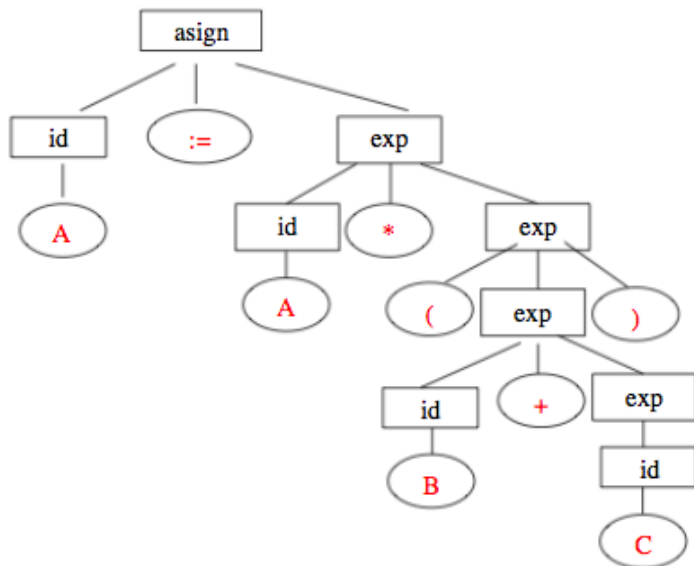 asign
id := exp
A id * exp
A ( exp )
id + exp
B id
C